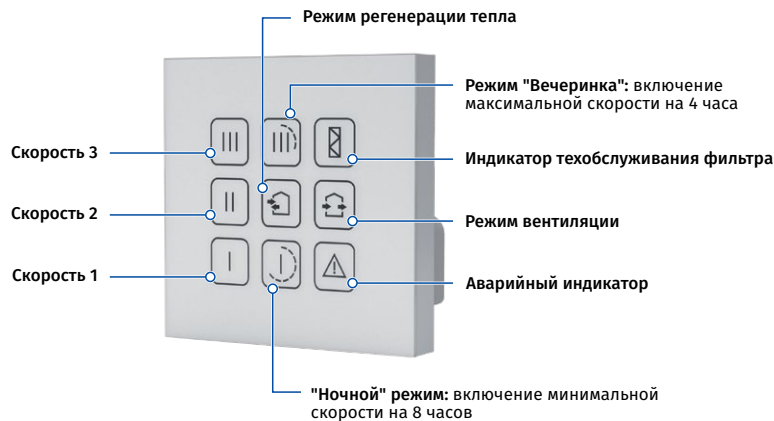 Режим регенерации тепла
Режим "Вечеринка": включение
максимальной скорости на 4 часа
Скорость 3
Индикатор техобслуживания фильтра
Скорость 2
Режим вентиляции
Скорость 1
Аварийный индикатор
"Ночной" режим: включение минимальной
скорости на 8 часов